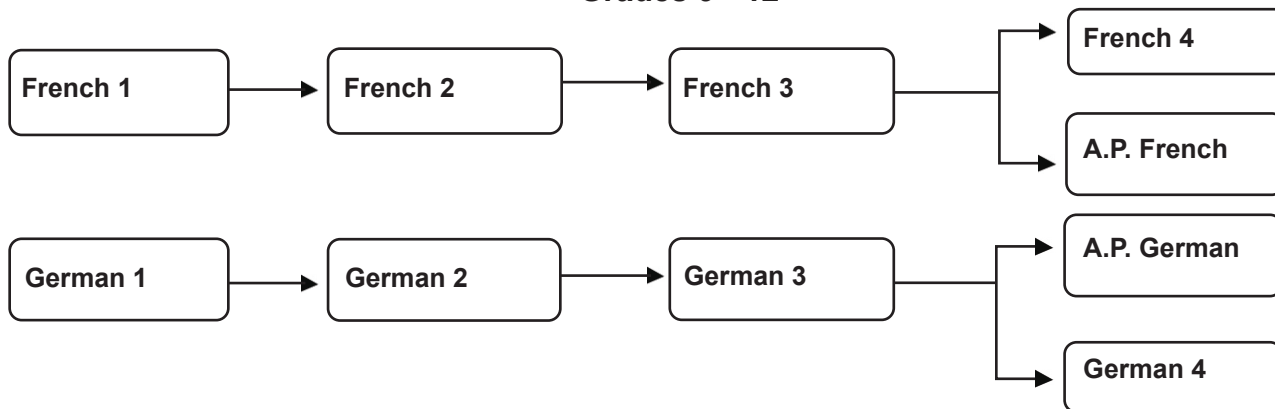 Grades - 12
French 1
French 2
French 3
French 4
A.P. French
German 1
German 2
German 3
A.P. German
German 4